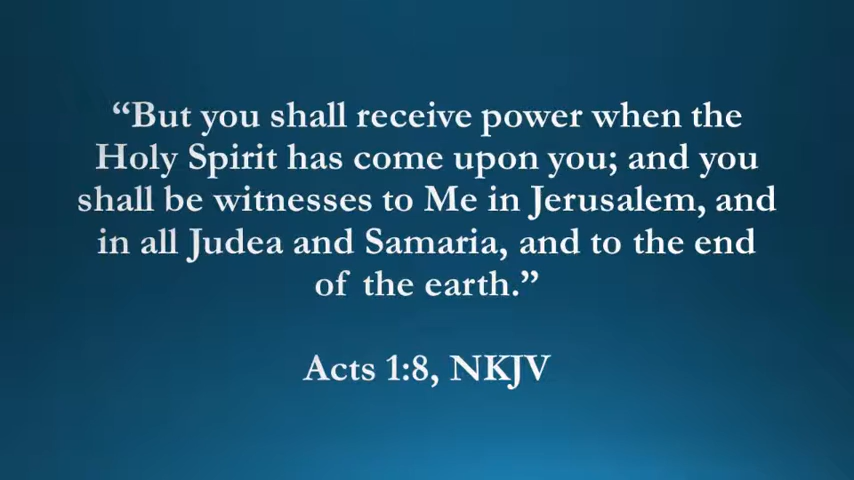 “But you shall receive power when the
Holy Spirit has come upon you; and you
shall be witnesses to Me in Jerusalem, and
in all Judea and Samaria, and to the end
of the earth.”
Acts 1:8, NKJV